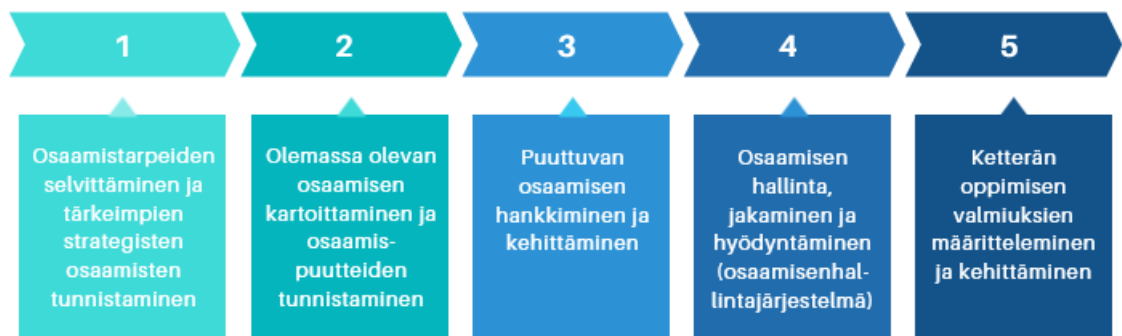 1
2
3
4
5
Osaamistarpeiden
selvittäminen ja
tärkeimpien
strategisten
osaamisten
tunnistaminen
Olemassa olevan
osaamisen
kartoittaminen ja
osaamis-
puutteiden
tunnistaminen
Puuttuvan
osaamisen
hankkiminen ja
kehittäminen
Osaamisen
hallinta,
jakaminen ja
hyödyntäminen
(osaamisenhal-
lintajärjestelmä)
Ketterän
oppimisen
valmiuksien
määritteleminen
ja kehittäminen